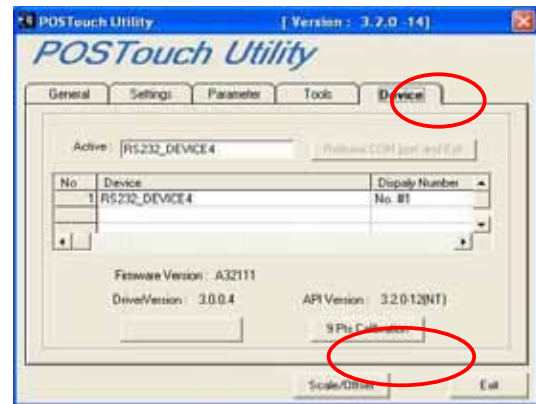 POSTouch Utility [ Version : 3.2.0 -14]
POSTouch Utility
General Settings Parameter Tools Device
Active : RS232_DEVICE4 Release COM port and Exit
No Device Dispaly Number
1 RS232_DEVICE4 No. #1
Firmware Version : A32111
DriverVersion : 3.0.0.4 API Version : 3.2.0-12(NT)
9 Pts Calibration
Scale/Offset Exit